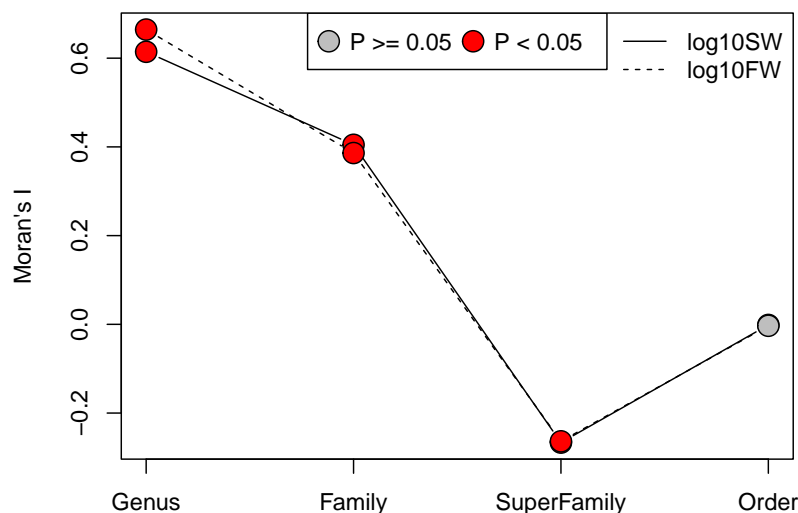 P >= 0.05 P < 0.05
log10SW
log10FW
Moran's I
0.6
0.4
0.2
0.0
−0.2
Genus Family SuperFamily Order